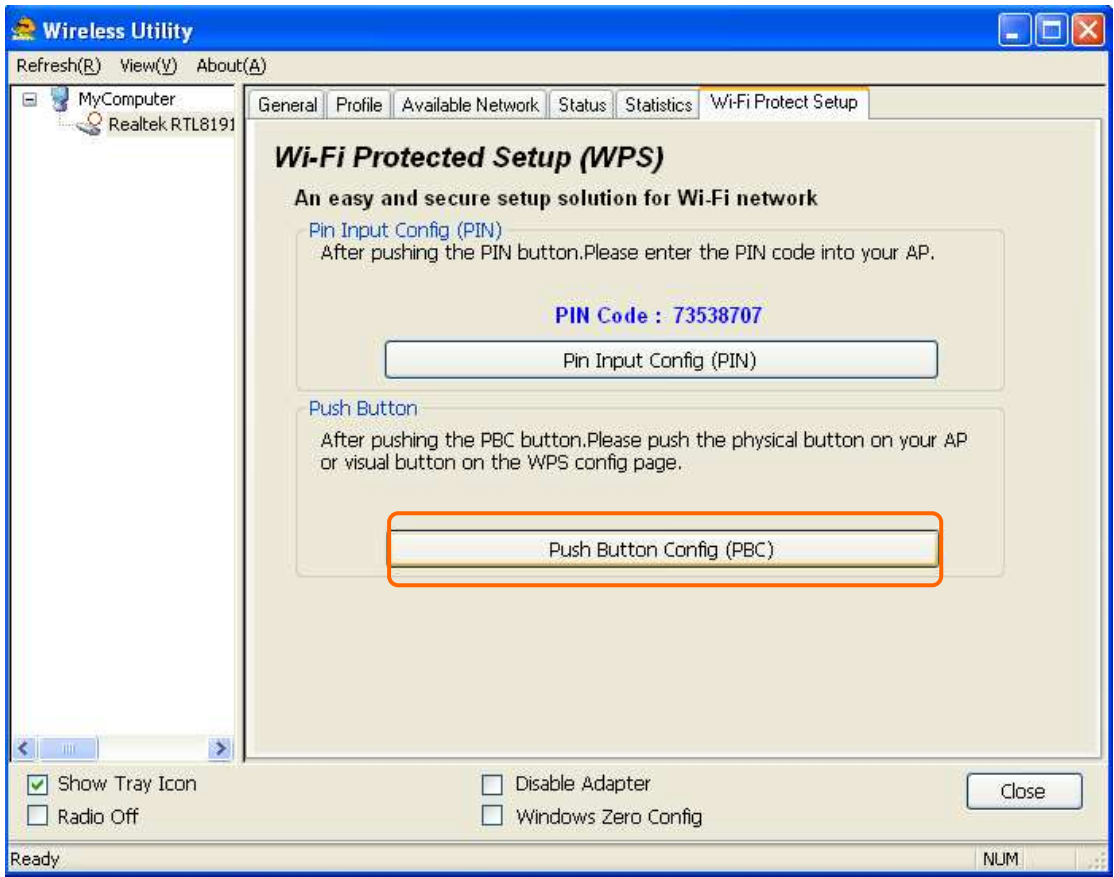 Wireless Utility
Refresh(R) View(V) About(A)
MyComputer
Realtek RTL8191
General Profile Available Network Status Statistics Wi-Fi Protect Setup
Wi-Fi Protected Setup (WPS)
An easy and secure setup solution for Wi-Fi network
Pin Input Config (PIN)
After pushing the PIN button.Please enter the PIN code into your AP.
PIN Code : 73538707
Pin Input Config (PIN)
Push Button
After pushing the PBC button.Please push the physical button on your AP
or visual button on the WPS config page.
Push Button Config (PBC)
Show Tray Icon
Disable Adapter
Close
Radio Off
Windows Zero Config
Ready
NUM